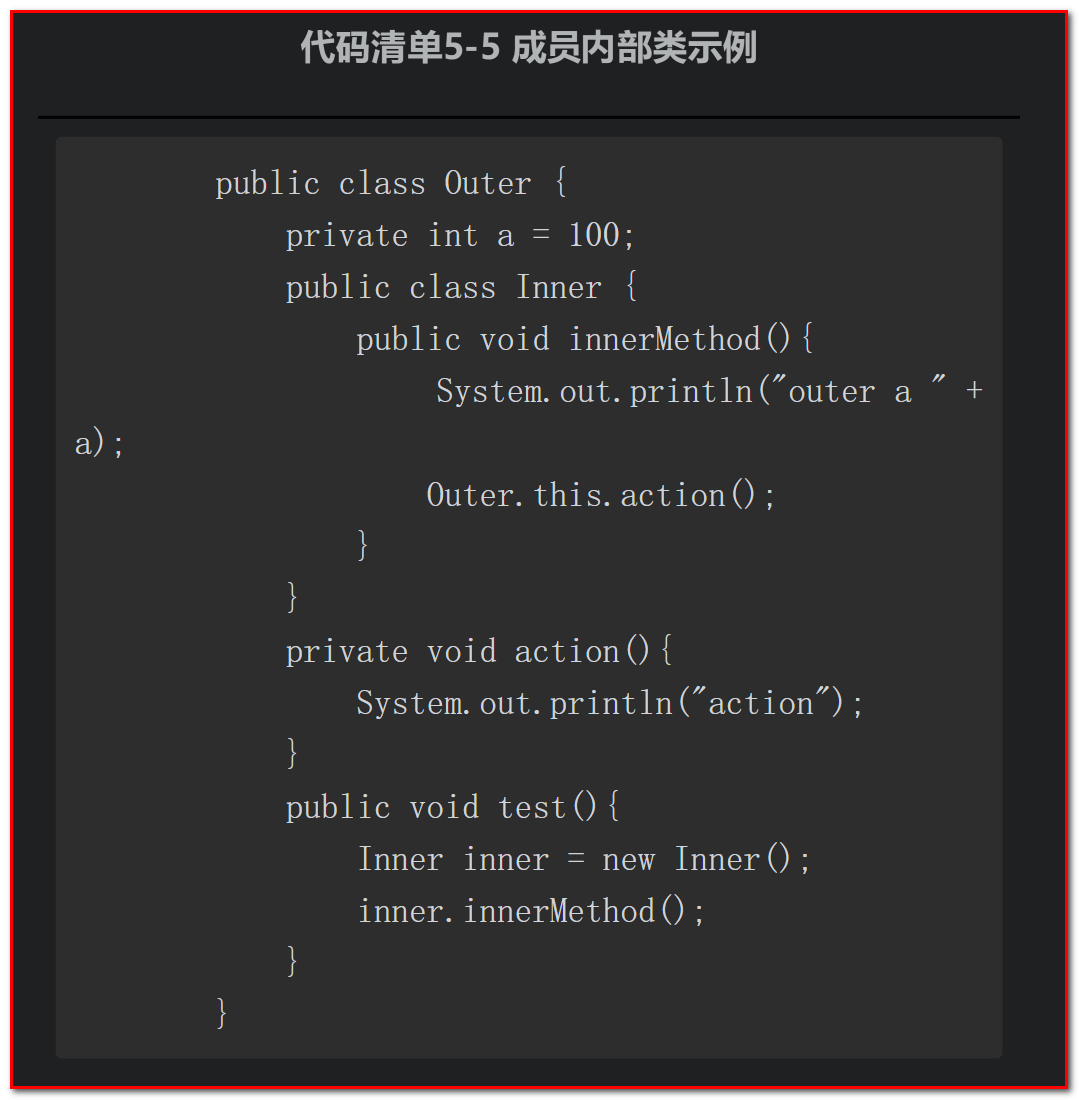 代码清单5-5 成员内部类示例
public class Outer {
private int a = 100;
public class Inner {
public void innerMethod(){
System.out.println("outer a " +
a);
Outer.this.action();
}
}
private void action(){
System.out.println("action");
}
public void test(){
Inner inner = new Inner();
inner.innerMethod();
}
}